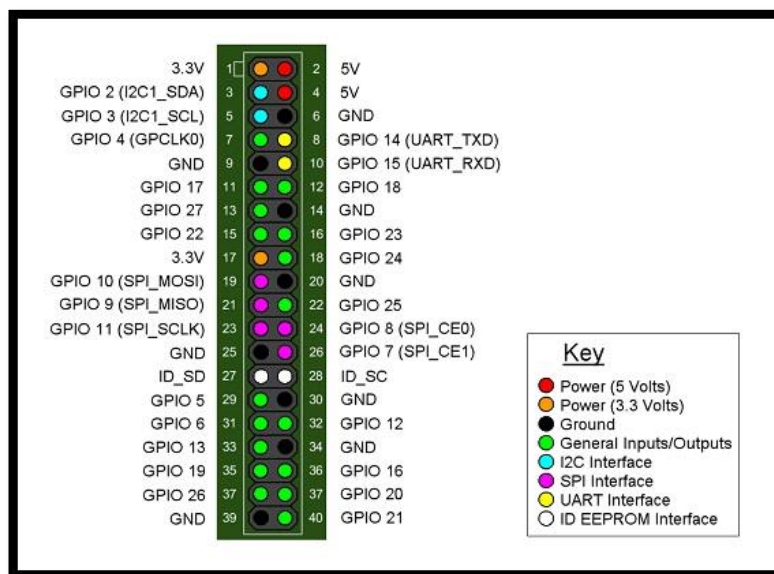 3.3V 1 2 5V
GPIO 2 (I2C1_SDA) 3 4 5V
GPIO 3 (I2C1_SCL) 5 6 GND
GPIO 4 (GPCLK0) 7 8 GPIO 14 (UART_TXD)
GND 9 10 GPIO 15 (UART_RXD)
GPIO 17 11 12 GPIO 18
GPIO 27 13 14 GND
GPIO 22 15 16 GPIO 23
3.3V 17 18 GPIO 24
GPIO 10 (SPI_MOSI) 19 20 GND
GPIO 9 (SPI_MISO) 21 22 GPIO 25
GPIO 11 (SPI_SCLK) 23 24 GPIO 8 (SPI_CE0)
GND 25 26 GPIO 7 (SPI_CE1)
ID_SD 27 28 ID_SC
GPIO 5 29 30 GND
GPIO 6 31 32 GPIO 12
GPIO 13 33 34 GND
GPIO 19 35 36 GPIO 16
GPIO 26 37 37 GPIO 20
GND 39 40 GPIO 21
Key
Power (5 Volts)
Power (3.3 Volts)
Ground
General Inputs/Outputs
I2C Interface
SPI Interface
UART Interface
ID EEPROM Interface